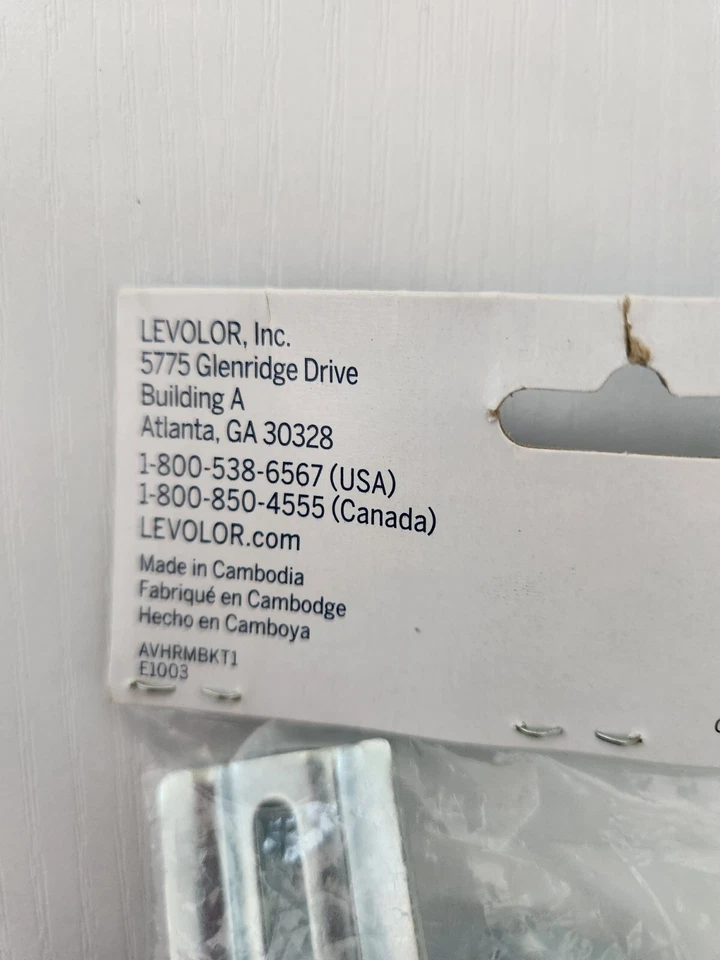 LEVOLOR, Inc.
5775 Glenridge Drive
Building A
Atlanta, GA 30328
1-800-538-6567 (USA)
1-800-850-4555 (Canada)
LEVOLOR.com
Made in Cambodia
Fabriqué en Cambodge
Hecho en Camboya
AVHRMBKT1
E1003